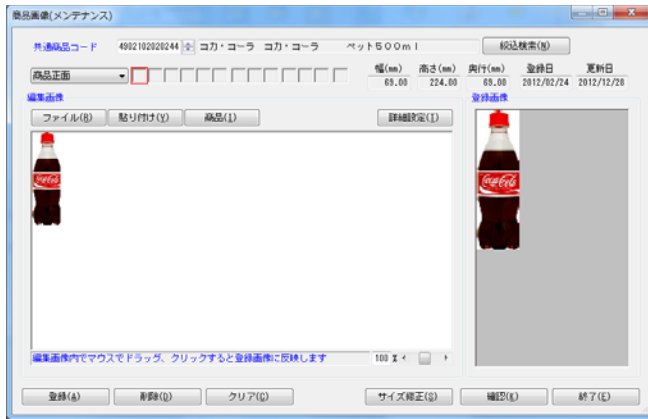 商品画像(メンテナンス)
共通商品コード 4902102020244 コカ・コーラ コカ・コーラ ペット500ml 絞込検索(N)
商品正面 幅(mm) 高さ(mm) 奥行(mm) 登録日 更新日
69.00 224.00 69.00 2012/02/24 2012/12/28
編集画像 登録画像
ファイル(B) 貼り付け(Y) 商品(I) 詳細設定(T)
Coca-Cola Coca-Cola
編集画像内でマウスでドラッグ、クリックすると登録画像に反映します 100 %
登録(A) 削除(D) クリア(C) サイズ修正(S) 確認(K) 終了(E)